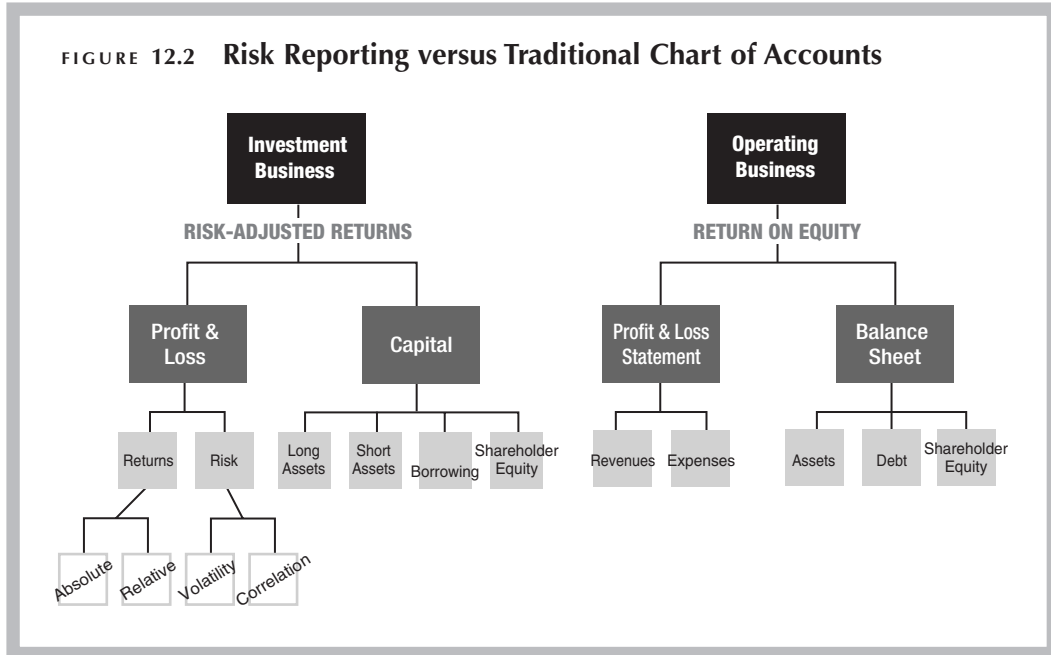 FIGURE 12.2 Risk Reporting versus Traditional Chart of Accounts
Investment
Business
RISK-ADJUSTED RETURNS
Profit &
Loss
Capital
Returns
Risk
Long
Assets
Short
Assets
Borrowing
Shareholder
Equity
Absolute
Relative
Volatility
Correlation
Operating
Business
RETURN ON EQUITY
Profit & Loss
Statement
Balance
Sheet
Revenues
Expenses
Assets
Debt
Shareholder
Equity